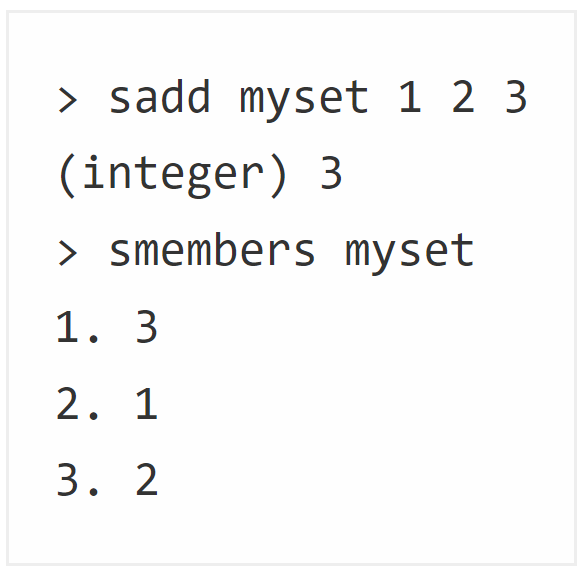 > sadd myset 1 2 3
(integer) 3
> smembers myset
1. 3
2. 1
3. 2